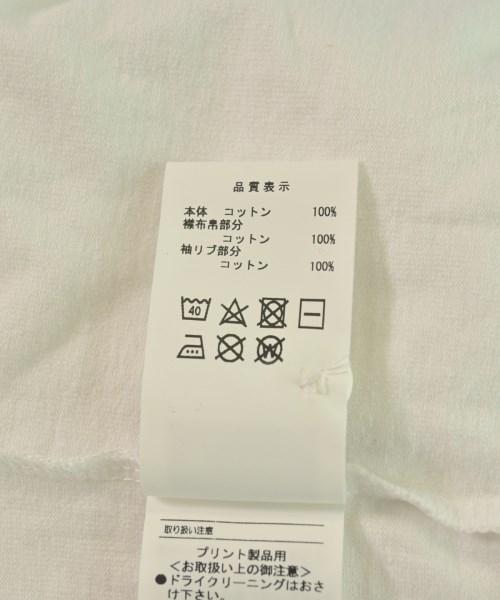 品質表示
本体 コットン 100%
襟布帛部分
コットン 100%
袖リブ部分
コットン 100%
40
W
取り扱い注意
プリント製品用
<お取扱い上の御注意>
●ドライクリーニングはおさ
け下さい。